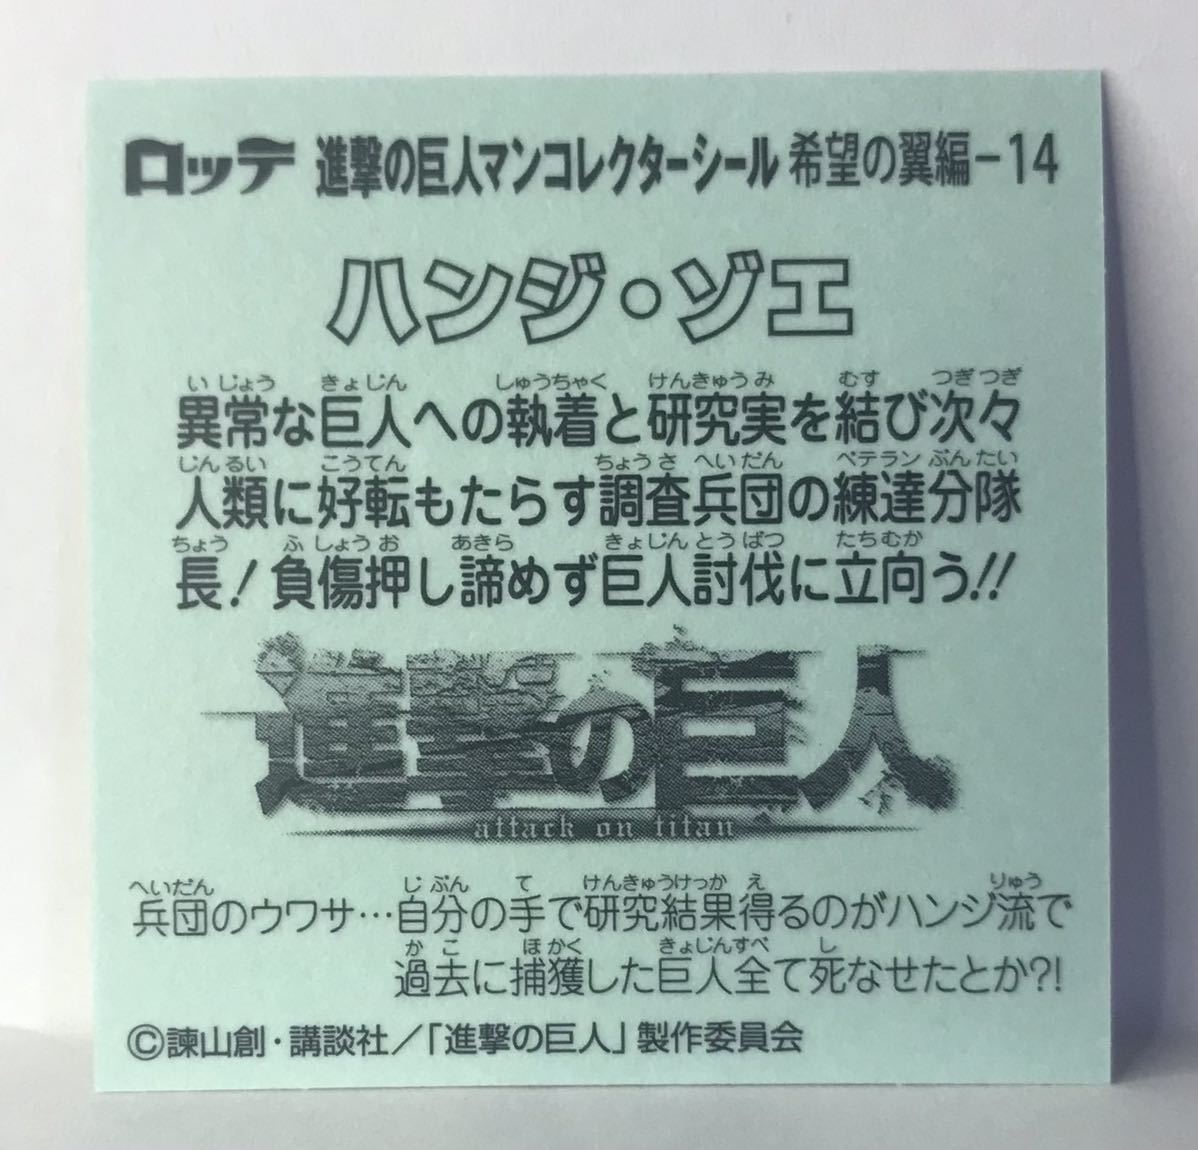 ロッテ 進撃の巨人マンコレクターシール 希望の翼編－14
ハンジ・ゾエ
いじょう きょじん しゅうちゃく けんきゅうみ むす つぎつぎ
異常な巨人への執着と研究実を結び次々
じんるい こうてん ちょうさ へいだん ベテラン ぶんたい
人類に好転もたらす調査兵団の練達分隊
ちょう ふしょうお あきら きょじんとうばつ たちむか
長！負傷押し諦めず巨人討伐に立向う!!
進撃の巨人
attack on titan
へいだん じぶん て けんきゅうけっか え りゅう
兵団のウワサ…自分の手で研究結果得るのがハンジ流で
かこ ほかく きょじんすべ し
過去に捕獲した巨人全て死なせたとか?!
©諫山創・講談社／「進撃の巨人」製作委員会